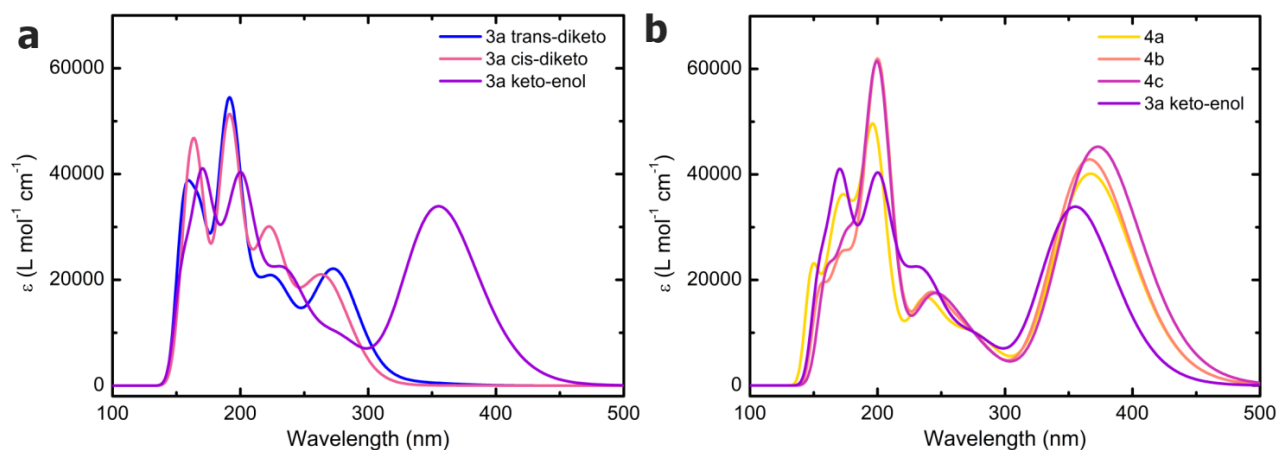 a
3a trans-diketo
3a cis-diketo
3a keto-enol
60000
40000
20000
0
ε (L mol⁻¹ cm⁻¹)
100 200 300 400 500
Wavelength (nm)
b
4a
4b
4c
3a keto-enol
60000
40000
20000
0
ε (L mol⁻¹ cm⁻¹)
100 200 300 400 500
Wavelength (nm)